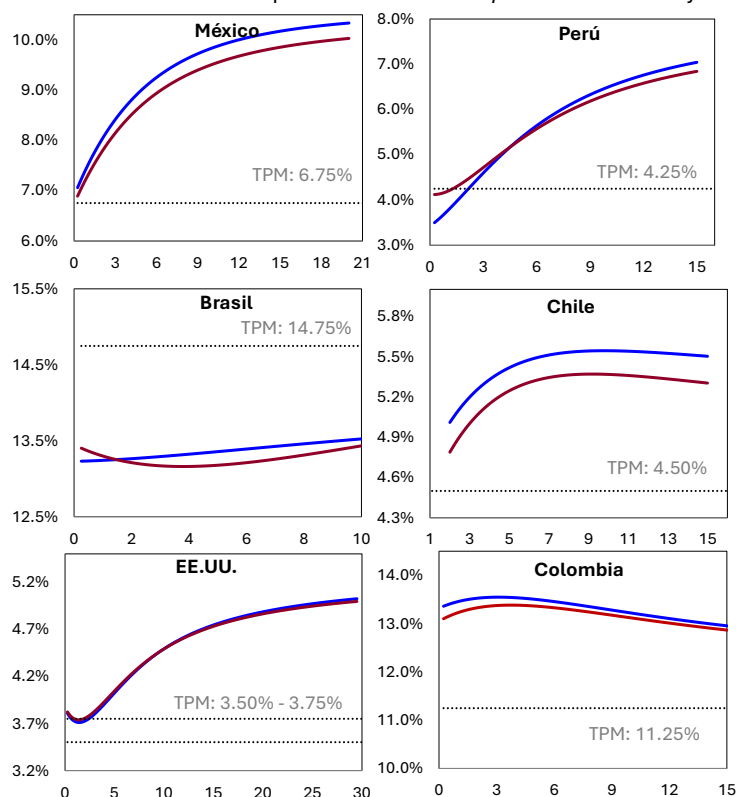 México
10.0%
9.0%
8.0%
7.0%
6.0%
TPM: 6.75%
0 3 6 9 12 15 18 21
Perú
8.0%
7.0%
6.0%
5.0%
4.0%
3.0%
TPM: 4.25%
0 3 6 9 12 15
Brasil
15.5%
14.5%
13.5%
12.5%
TPM: 14.75%
0 2 4 6 8 10
Chile
5.8%
5.5%
5.2%
4.9%
4.6%
4.3%
TPM: 4.50%
1 3 5 7 9 11 13 15
EE.UU.
5.2%
4.7%
4.2%
3.7%
3.2%
TPM: 3.50% - 3.75%
0 5 10 15 20 25 30
Colombia
14.0%
13.0%
12.0%
11.0%
10.0%
TPM: 11.25%
0 3 6 9 12 15